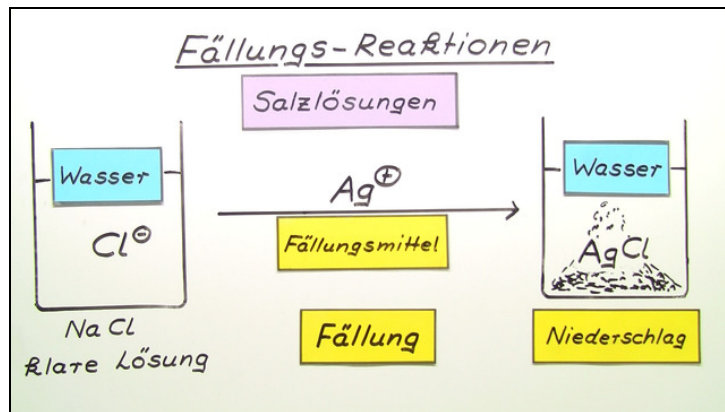 Fällungs-Reaktionen
Salzlösungen
Wasser
Cl⊖
NaCl
klare Lösung
Ag⊕
Fällungsmittel
Fällung
Wasser
AgCl
Niederschlag